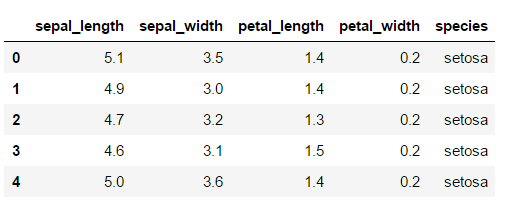 sepal_length sepal_width petal_length petal_width species
0 5.1 3.5 1.4 0.2 setosa
1 4.9 3.0 1.4 0.2 setosa
2 4.7 3.2 1.3 0.2 setosa
3 4.6 3.1 1.5 0.2 setosa
4 5.0 3.6 1.4 0.2 setosa